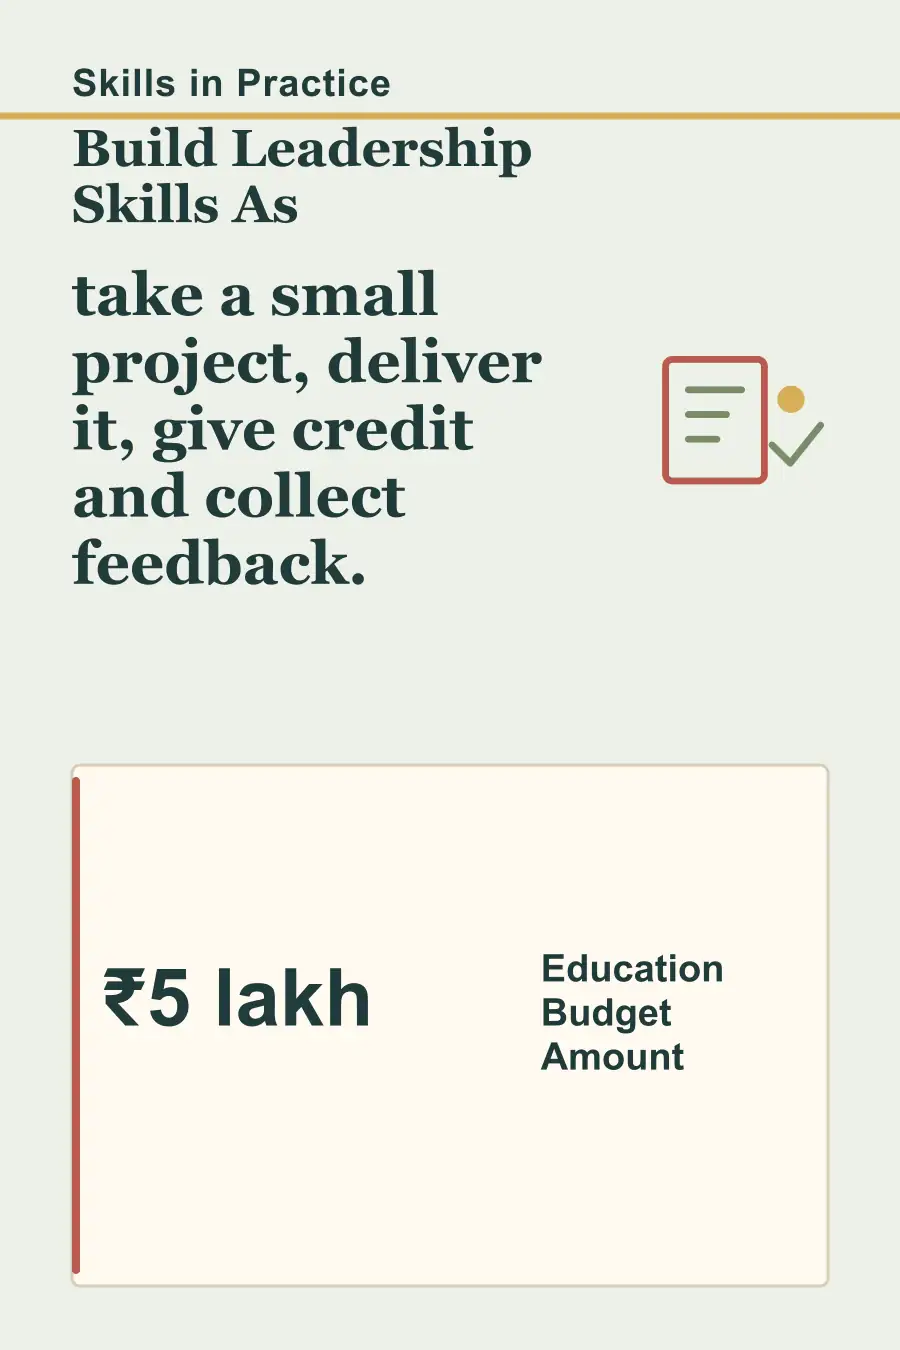 Skills in Practice
Build Leadership
Skills As
take a small
project, deliver
it, give credit
and collect
feedback.
₹5 lakh
Education
Budget
Amount